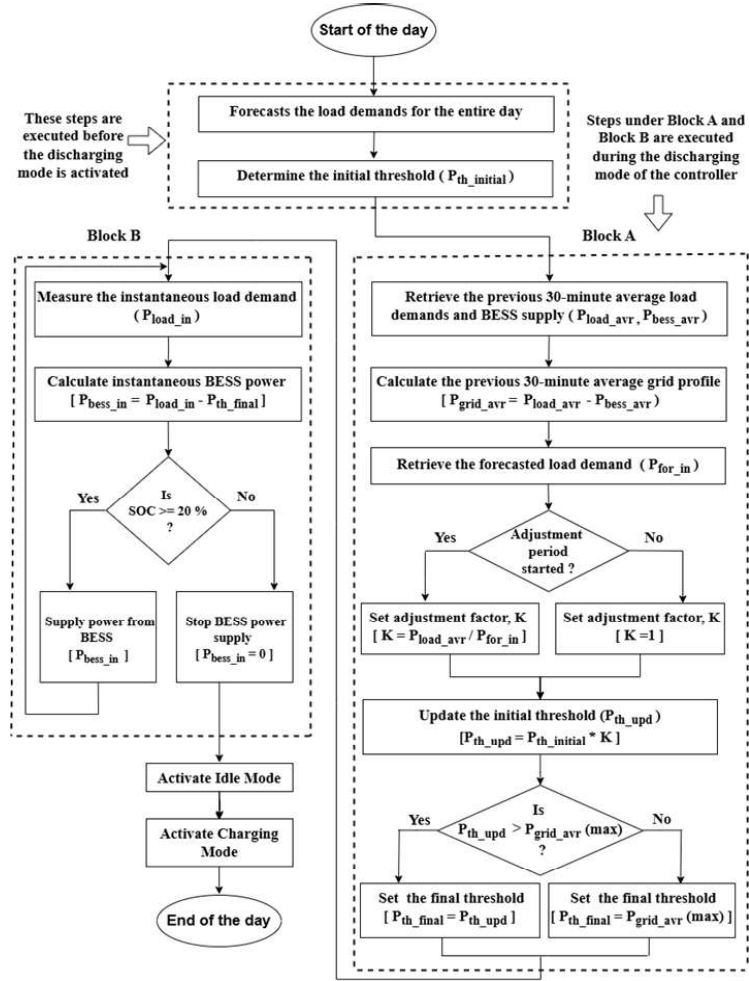 Start of the day
These steps are
executed before
the discharging
mode is activated
Forecasts the load demands for the entire day
Determine the initial threshold ( P_th_initial )
Steps under Block A and
Block B are executed
during the discharging
mode of the controller
Block B
Measure the instantaneous load demand
( P_load_in )
Calculate instantaneous BESS power
[ P_bess_in = P_load_in - P_th_final ]
Is
SOC >= 20 %
?
Yes
No
Supply power from
BESS
[ P_bess_in ]
Stop BESS power
supply
[ P_bess_in = 0 ]
Activate Idle Mode
Activate Charging
Mode
End of the day
Block A
Retrieve the previous 30-minute average load
demands and BESS supply ( P_load_avr , P_bess_avr )
Calculate the previous 30-minute average grid profile
[ P_grid_avr = P_load_avr - P_bess_avr )
Retrieve the forecasted load demand ( P_for_in )
Adjustment
period
started ?
Yes
No
Set adjustment factor, K
[ K = P_load_avr / P_for_in ]
Set adjustment factor, K
[ K =1 ]
Update the initial threshold (P_th_upd )
[P_th_upd = P_th_initial * K ]
Is
P_th_upd > P_grid_avr (max)
?
Yes
No
Set the final threshold
[ P_th_final = P_th_upd ]
Set the final threshold
[ P_th_final = P_grid_avr (max) ]